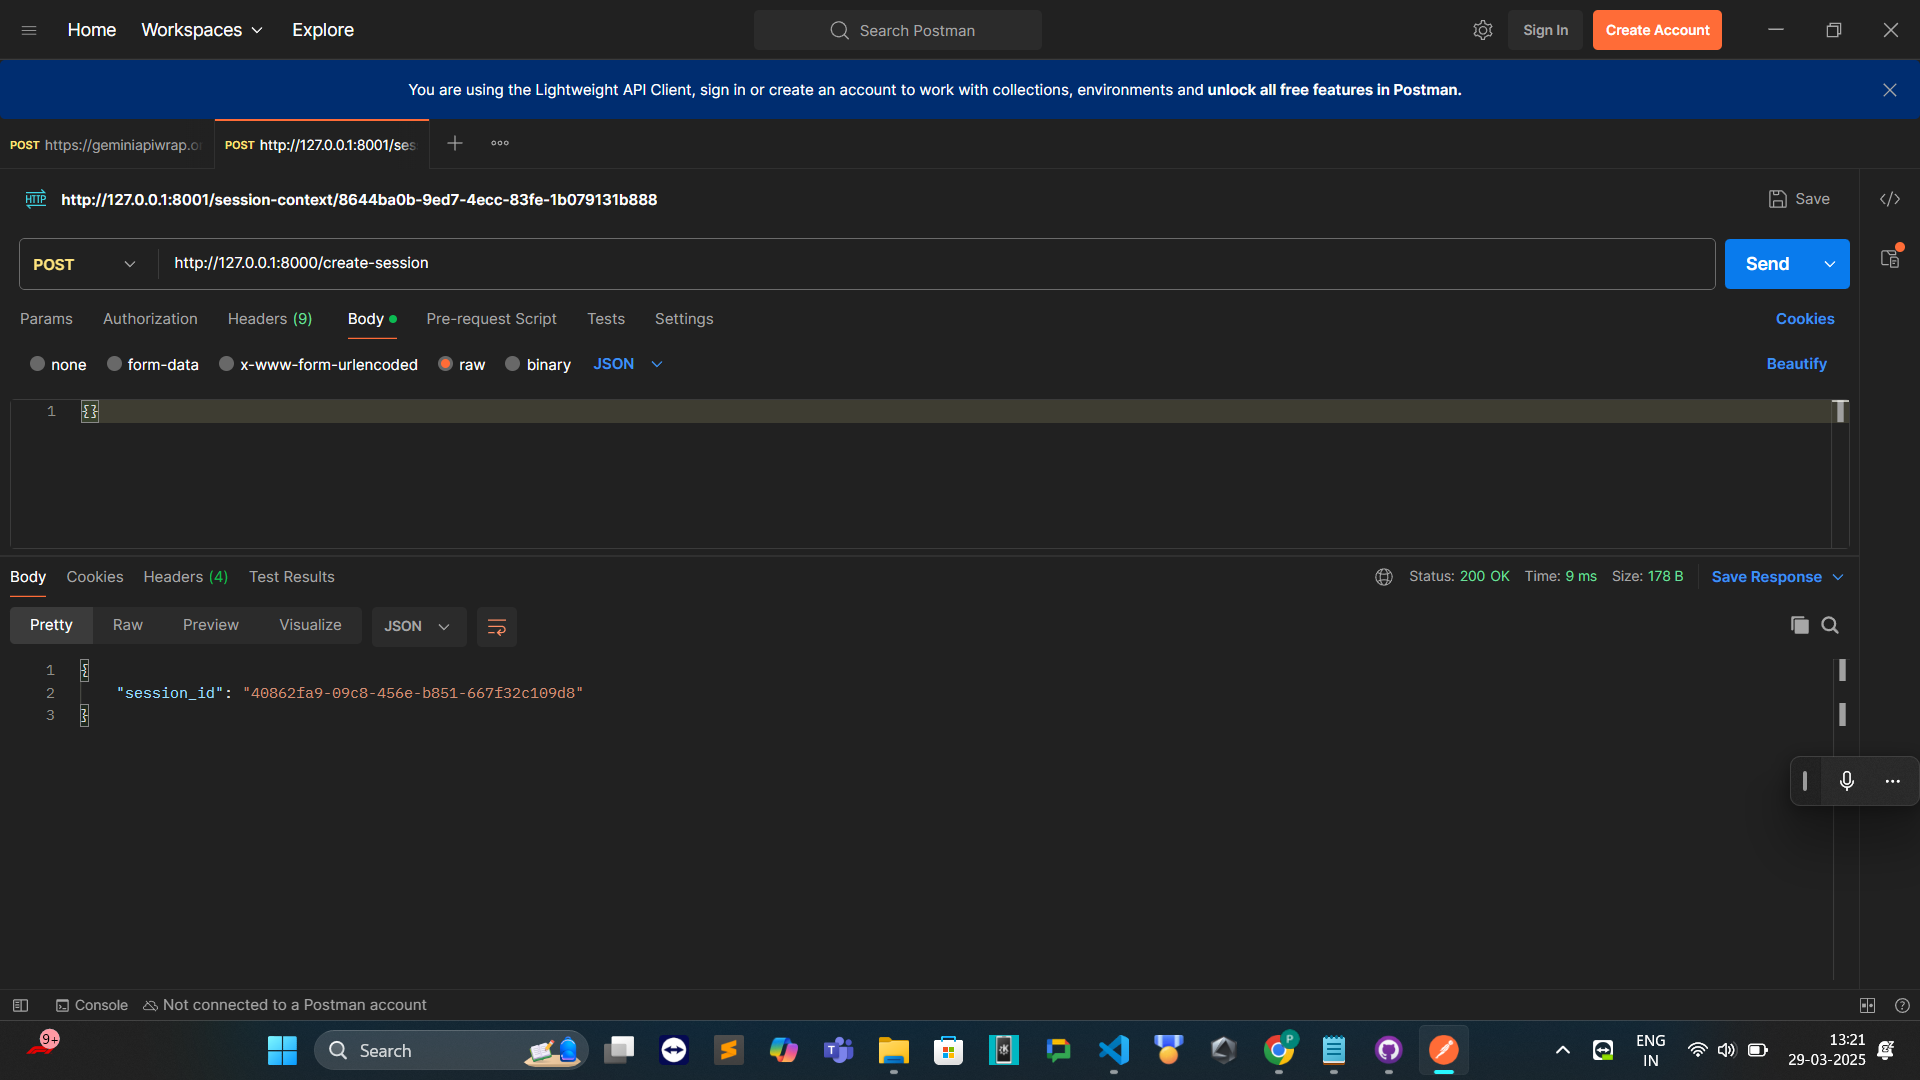 Home Workspaces Explore Search Postman Sign In Create Account
You are using the Lightweight API Client, sign in or create an account to work with collections, environments and unlock all free features in Postman.
POST https://geminiapiwrap.o POST http://127.0.0.1:8001/ses
HTTP http://127.0.0.1:8001/session-context/8644ba0b-9ed7-4ecc-83fe-1b079131b888 Save
POST http://127.0.0.1:8000/create-session Send
Params Authorization Headers (9) Body Pre-request Script Tests Settings Cookies
none form-data x-www-form-urlencoded raw binary JSON Beautify
1 {}
Body Cookies Headers (4) Test Results Status: 200 OK Time: 9 ms Size: 178 B Save Response
Pretty Raw Preview Visualize JSON
1 {
2 "session_id": "40862fa9-09c8-456e-b851-667f32c109d8"
3 }
Console Not connected to a Postman account
9+ Search P ENG 13:21
IN 29-03-2025